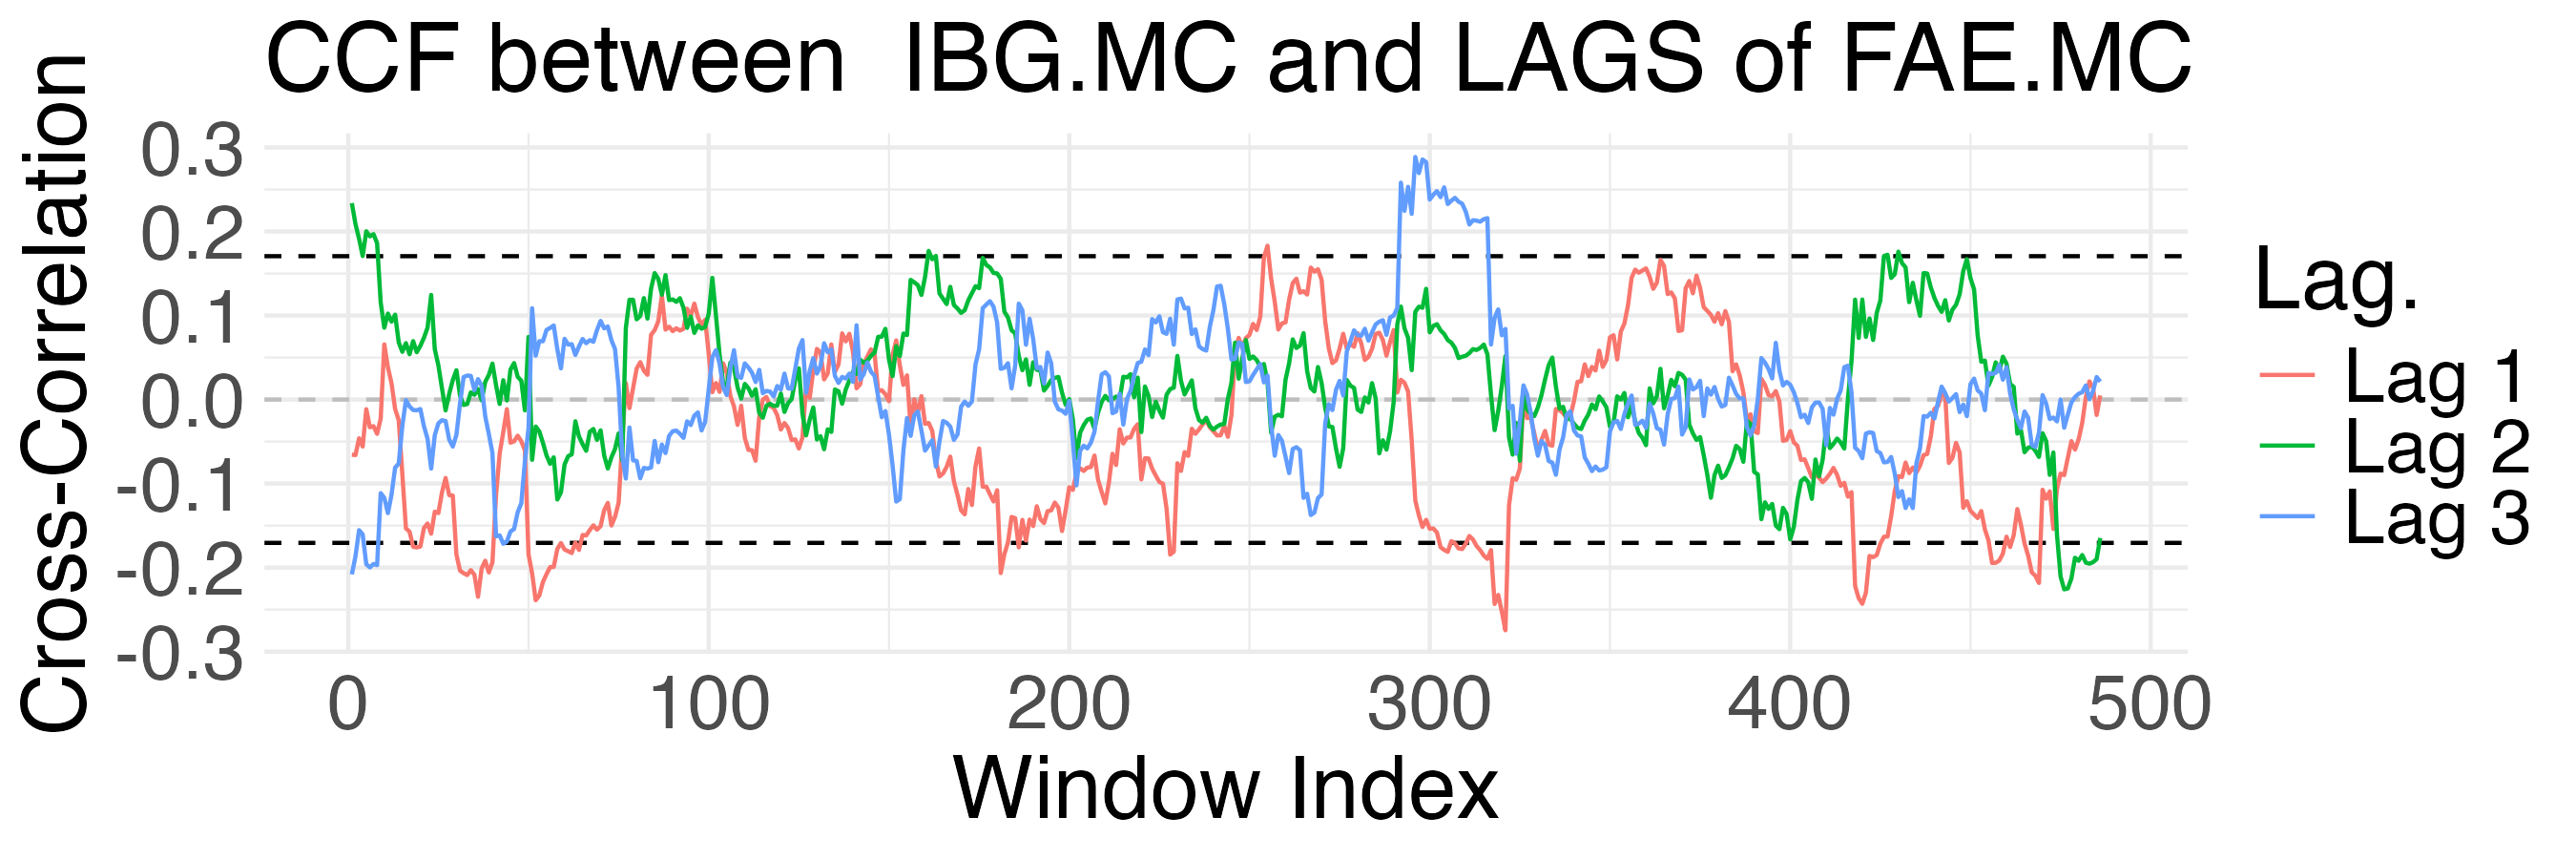 CCF between  IBG.MC and LAGS of FAE.MC
Cross-Correlation
0.3
0.2
0.1
0.0
-0.1
-0.2
-0.3
0 100 200 300 400 500
Window Index
Lag.
Lag 1
Lag 2
Lag 3